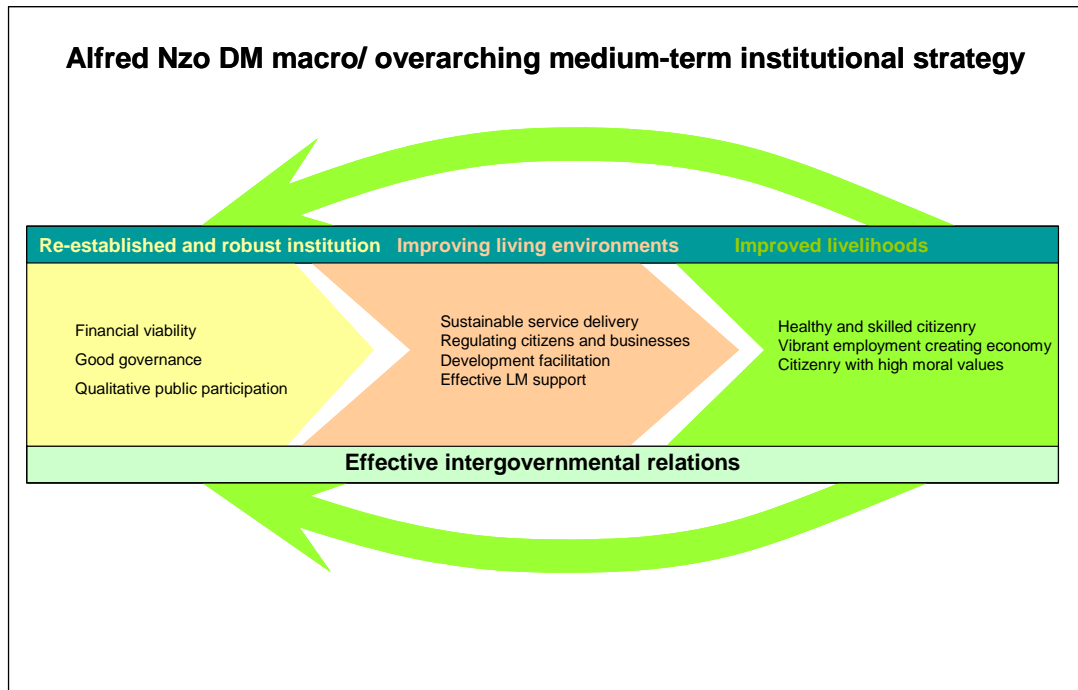 Alfred Nzo DM macro/ overarching medium-term institutional strategy
Re-established and robust institution
Improving living environments
Improved livelihoods
Financial viability
Good governance
Qualitative public participation
Sustainable service delivery
Regulating citizens and businesses
Development facilitation
Effective LM support
Healthy and skilled citizenry
Vibrant employment creating economy
Citizenry with high moral values
Effective intergovernmental relations